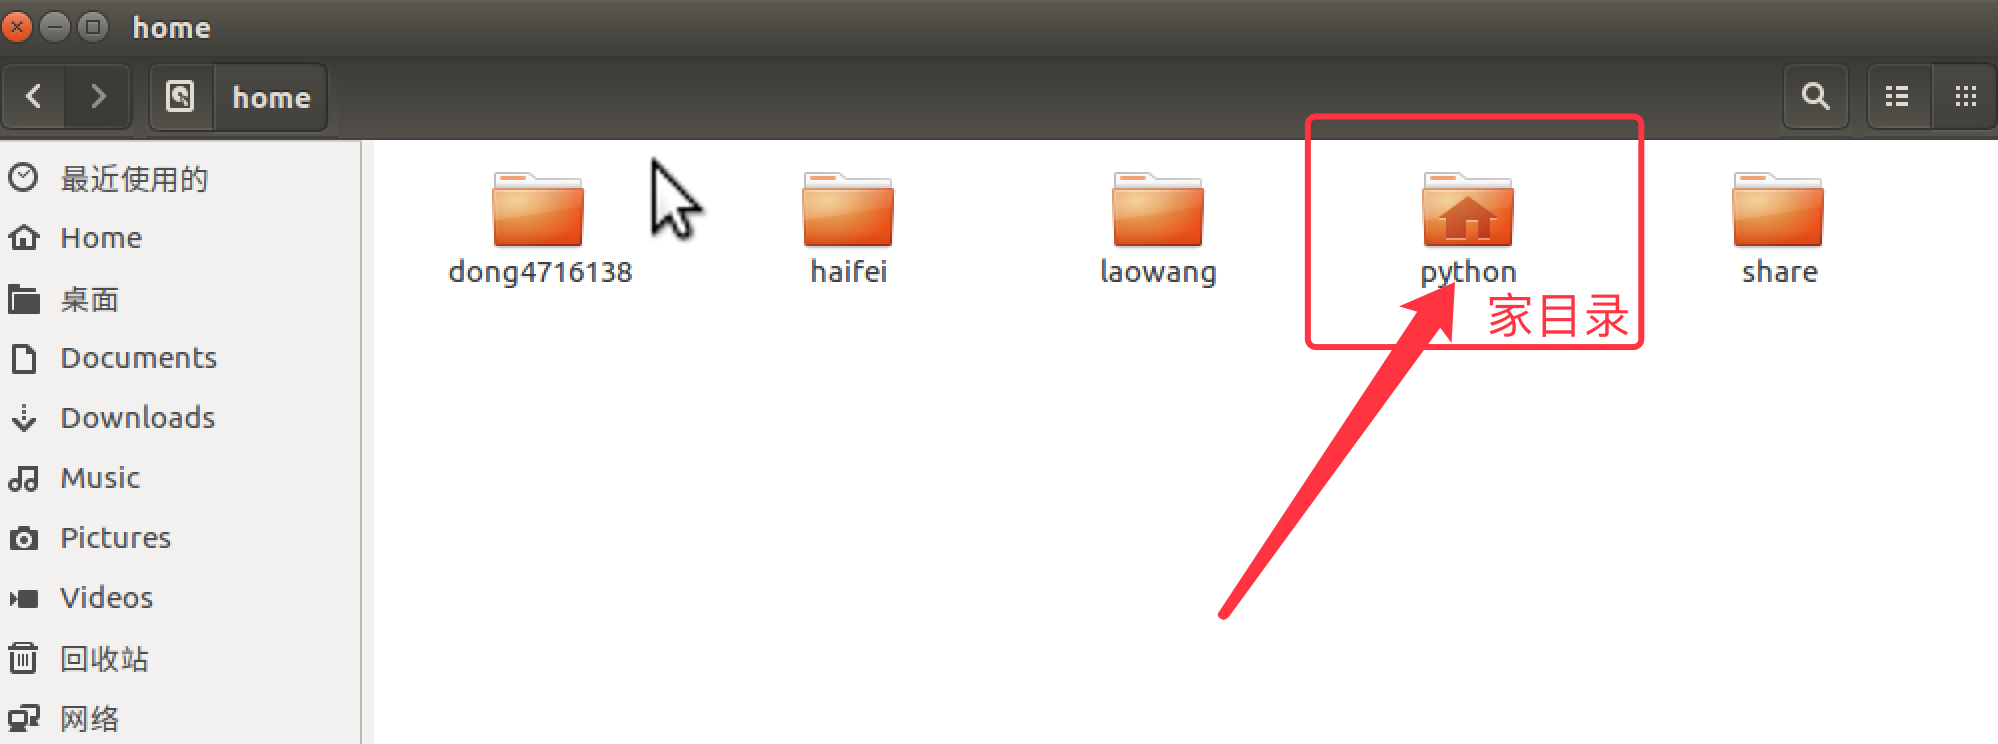 home
home
最近使用的
Home
桌面
Documents
Downloads
Music
Pictures
Videos
回收站
网络
dong4716138
haifei
laowang
python
share
家目录